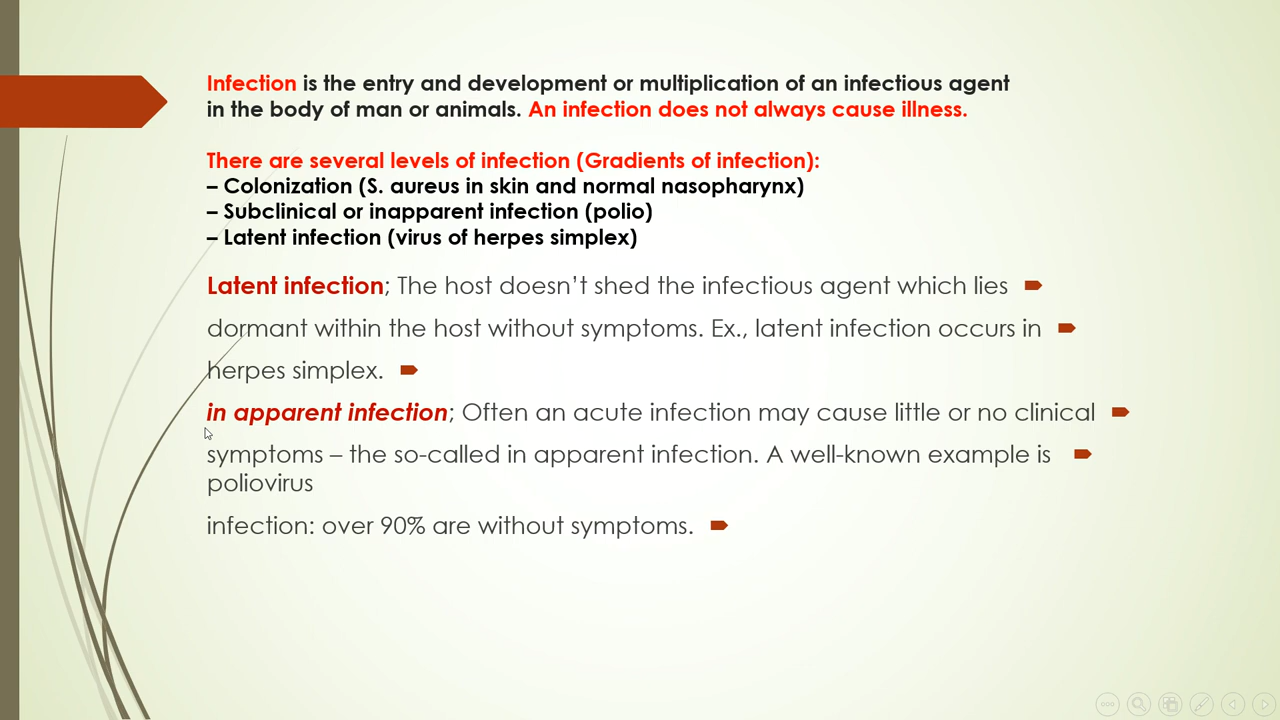 Infection is the entry and development or multiplication of an infectious agent
in the body of man or animals. An infection does not always cause illness.
There are several levels of infection (Gradients of infection):
– Colonization (S. aureus in skin and normal nasopharynx)
– Subclinical or inapparent infection (polio)
– Latent infection (virus of herpes simplex)
Latent infection; The host doesn’t shed the infectious agent which lies
dormant within the host without symptoms. Ex., latent infection occurs in
herpes simplex.
in apparent infection; Often an acute infection may cause little or no clinical
symptoms – the so-called in apparent infection. A well-known example is
poliovirus
infection: over 90% are without symptoms.